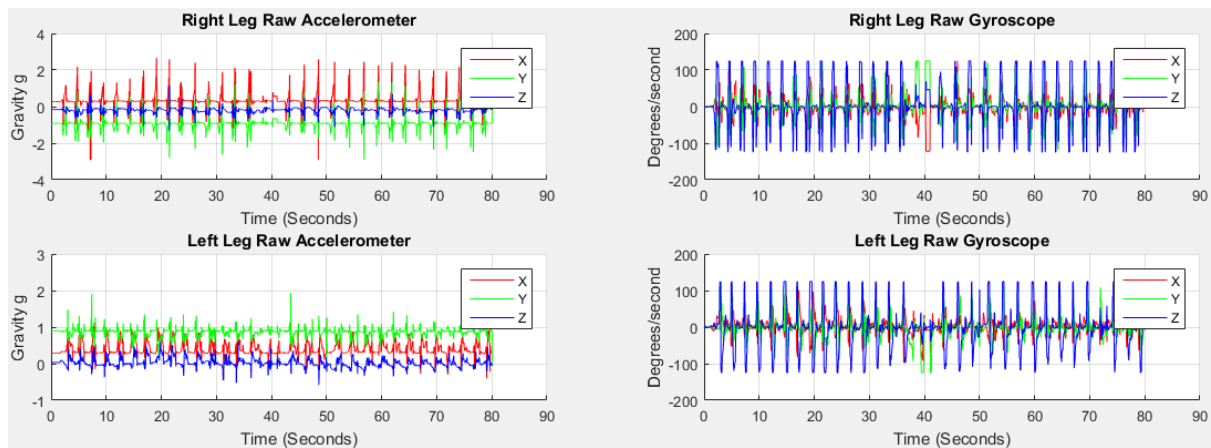 Right Leg Raw Accelerometer
Gravity g
4
2
0
-2
-4
0 10 20 30 40 50 60 70 80 90
Time (Seconds)
X
Y
Z
Right Leg Raw Gyroscope
Degrees/second
200
100
0
-100
-200
0 10 20 30 40 50 60 70 80 90
Time (Seconds)
X
Y
Z
Left Leg Raw Accelerometer
Gravity g
3
2
1
0
-1
0 10 20 30 40 50 60 70 80 90
Time (Seconds)
X
Y
Z
Left Leg Raw Gyroscope
Degrees/second
200
100
0
-100
-200
0 10 20 30 40 50 60 70 80 90
Time (Seconds)
X
Y
Z